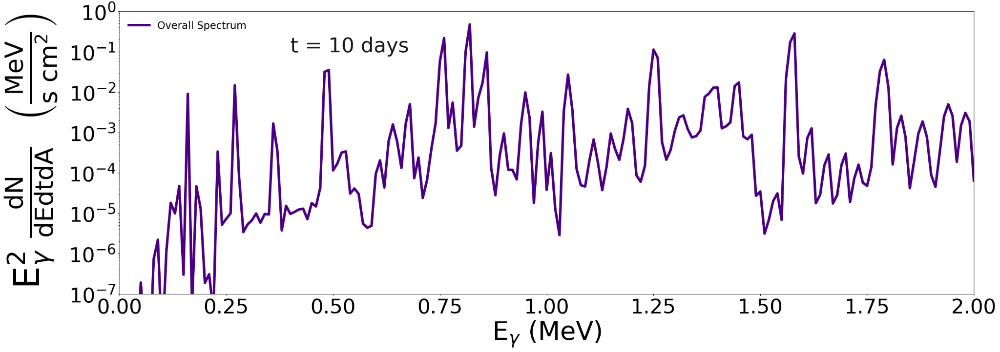 E_γ^2 dN/dEdtdA (MeV/s cm^2)
10^0
10^-1
10^-2
10^-3
10^-4
10^-5
10^-6
10^-7
Overall Spectrum
t = 10 days
0.00 0.25 0.50 0.75 1.00 1.25 1.50 1.75 2.00
E_γ (MeV)